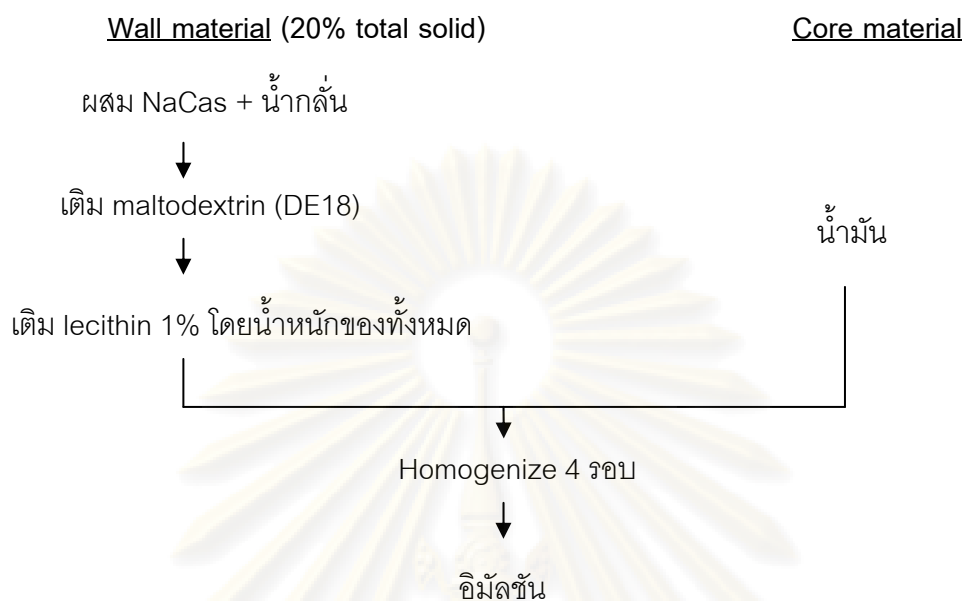 Wall material (20% total solid)
Core material
ผสม NaCas + น้ำกลั่น
เติม maltodextrin (DE18)
น้ำมัน
เติม lecithin 1% โดยน้ำหนักของทั้งหมด
Homogenize 4 รอบ
อิมัลชัน